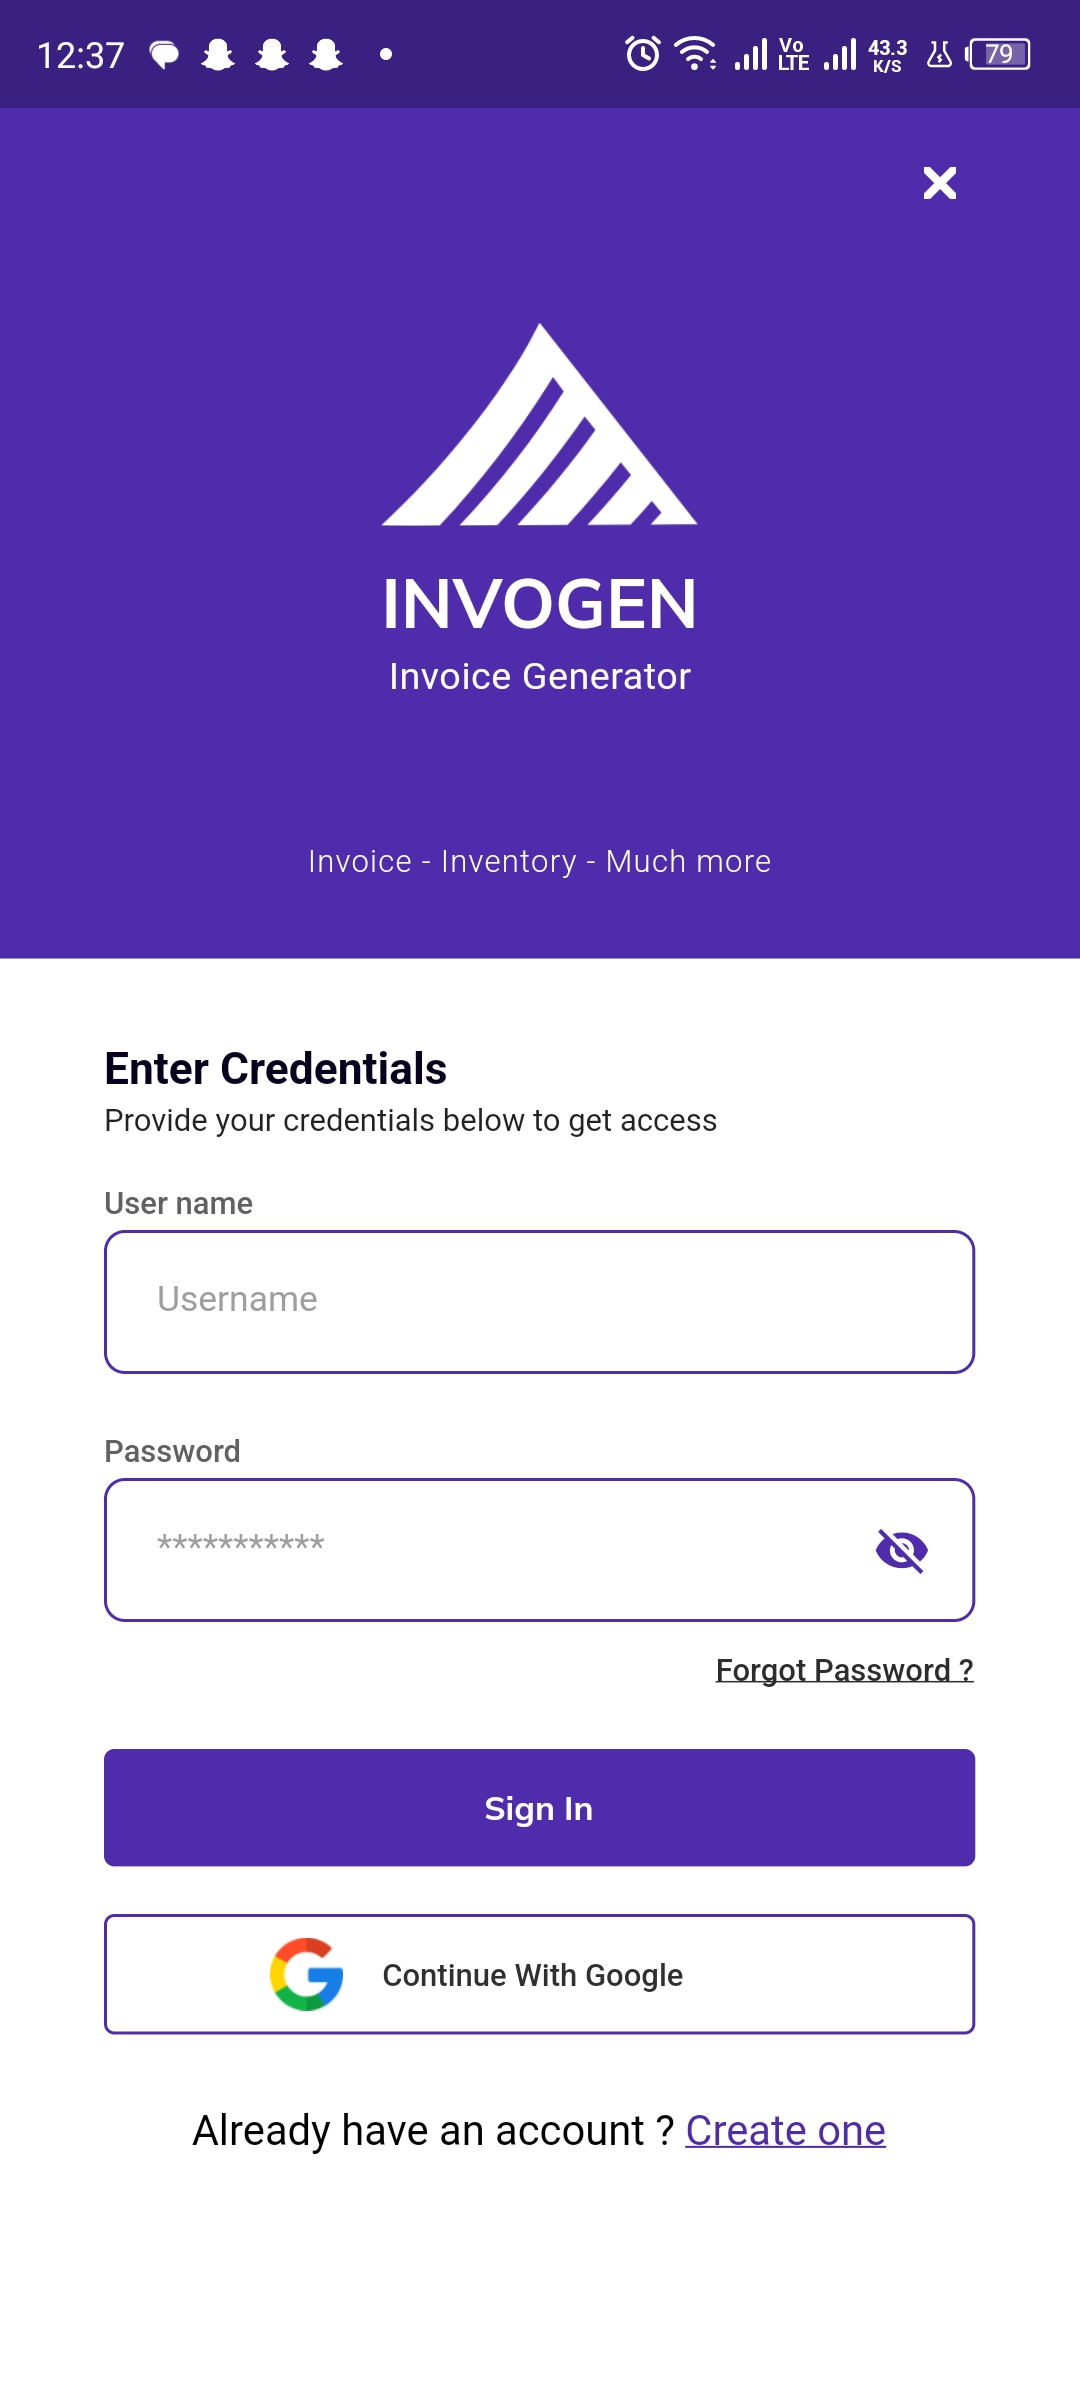 12:37 Vo LTE 43.3 K/S 79
INVOGEN
Invoice Generator
Invoice - Inventory - Much more
Enter Credentials
Provide your credentials below to get access
User name
Username
Password
***********
Forgot Password ?
Sign In
Continue With Google
Already have an account ? Create one